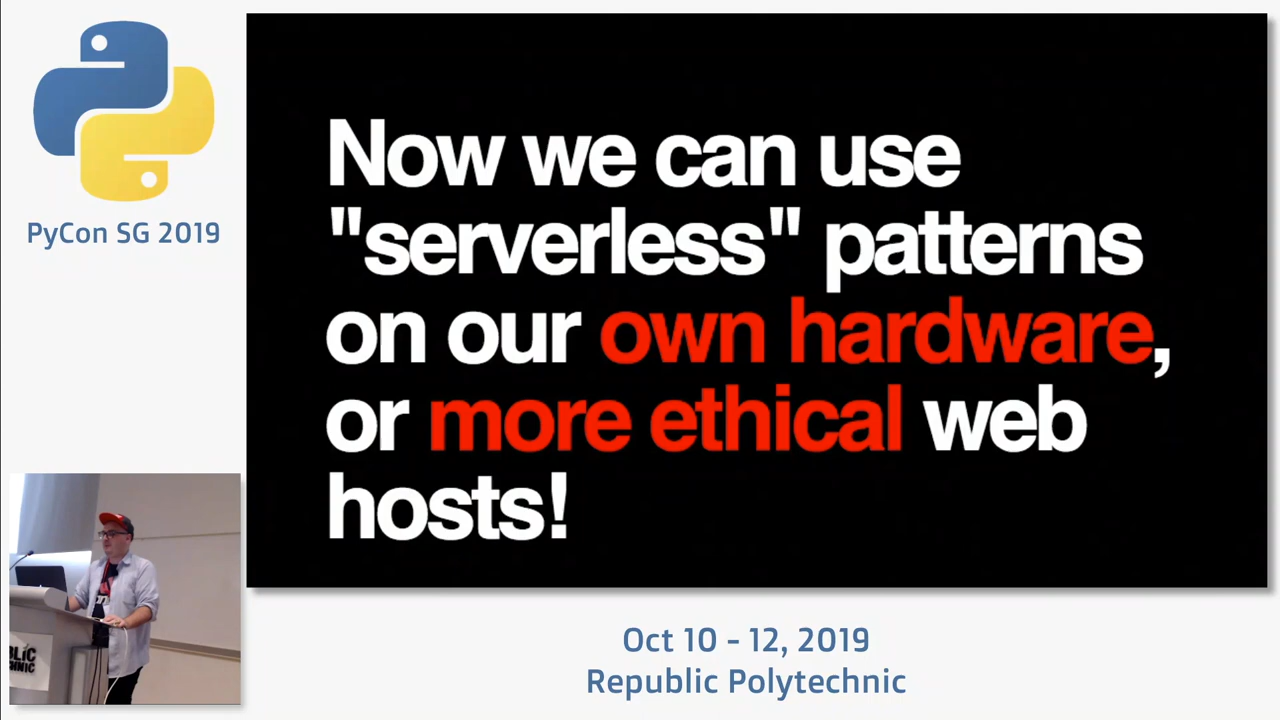 PyCon SG 2019
Now we can use
"serverless" patterns
on our own hardware,
or more ethical web
hosts!
Oct 10 - 12, 2019
Republic Polytechnic